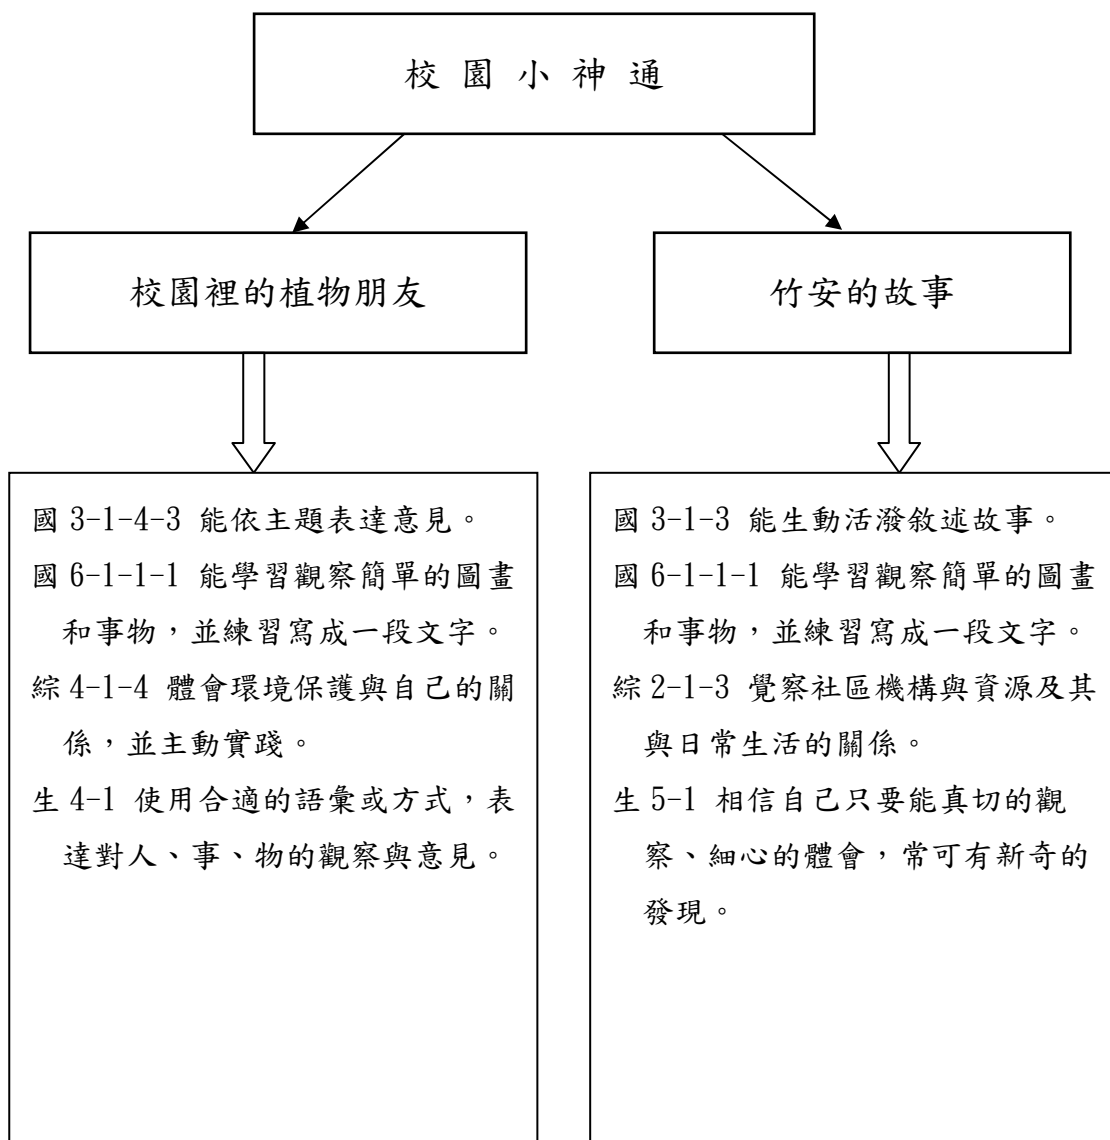 校園小神通
校園裡的植物朋友
竹安的故事
國 3-1-4-3 能依主題表達意見。
國 6-1-1-1 能學習觀察簡單的圖畫
和事物，並練習寫成一段文字。
綜 4-1-4 體會環境保護與自己的關
係，並主動實踐。
生 4-1 使用合適的語彙或方式，表
達對人、事、物的觀察與意見。
國 3-1-3 能生動活潑敘述故事。
國 6-1-1-1 能學習觀察簡單的圖畫
和事物，並練習寫成一段文字。
綜 2-1-3 覺察社區機構與資源及其
與日常生活的關係。
生 5-1 相信自己只要能真切的觀
察、細心的體會，常可有新奇的
發現。